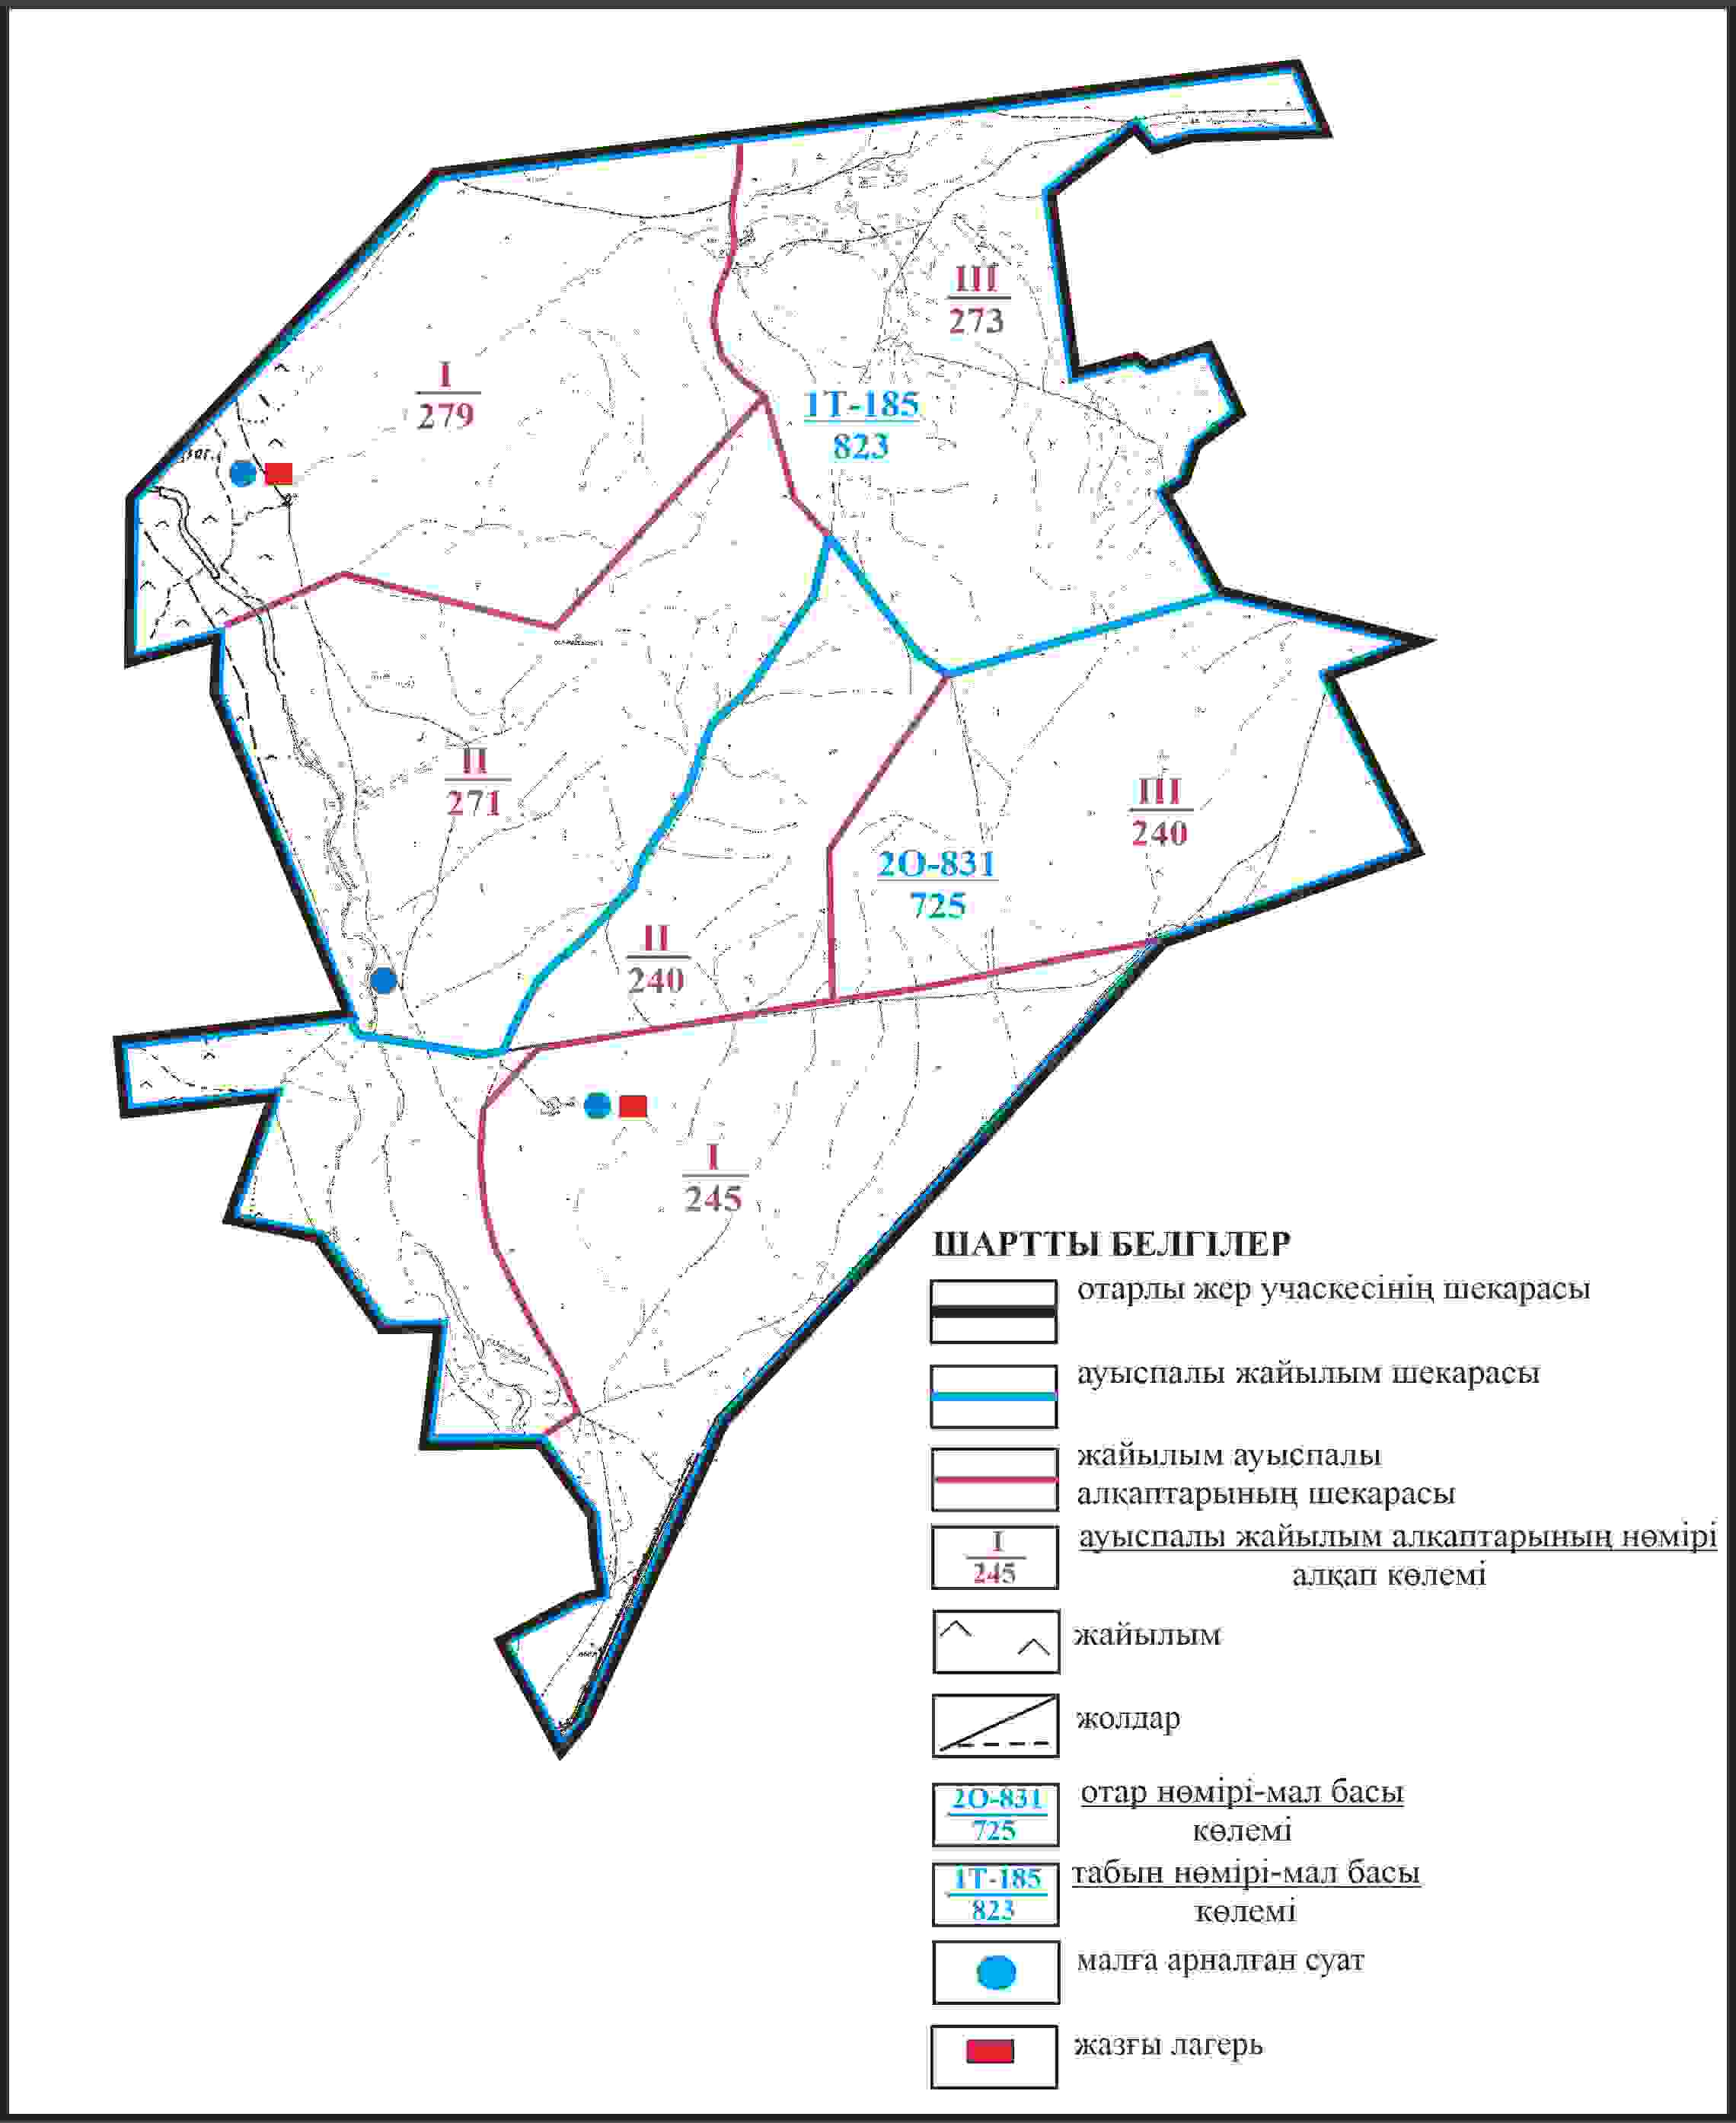 III
273
I
279
1Т-185
823
II
271
III
240
2О-831
725
II
240
I
245
ШАРТТЫ БЕЛГІЛЕР
отарлы жер учаскесінің шекарасы
ауыспалы жайылым шекарасы
жайылым ауыспалы
алқаптарының шекарасы
I
245
ауыспалы жайылым алқаптарының нөмірі
алқап көлемі
жайылым
жолдар
2О-831
725
отар нөмірі-мал басы
көлемі
1Т-185
823
табын нөмірі-мал басы
көлемі
малға арналған суат
жазғы лагерь